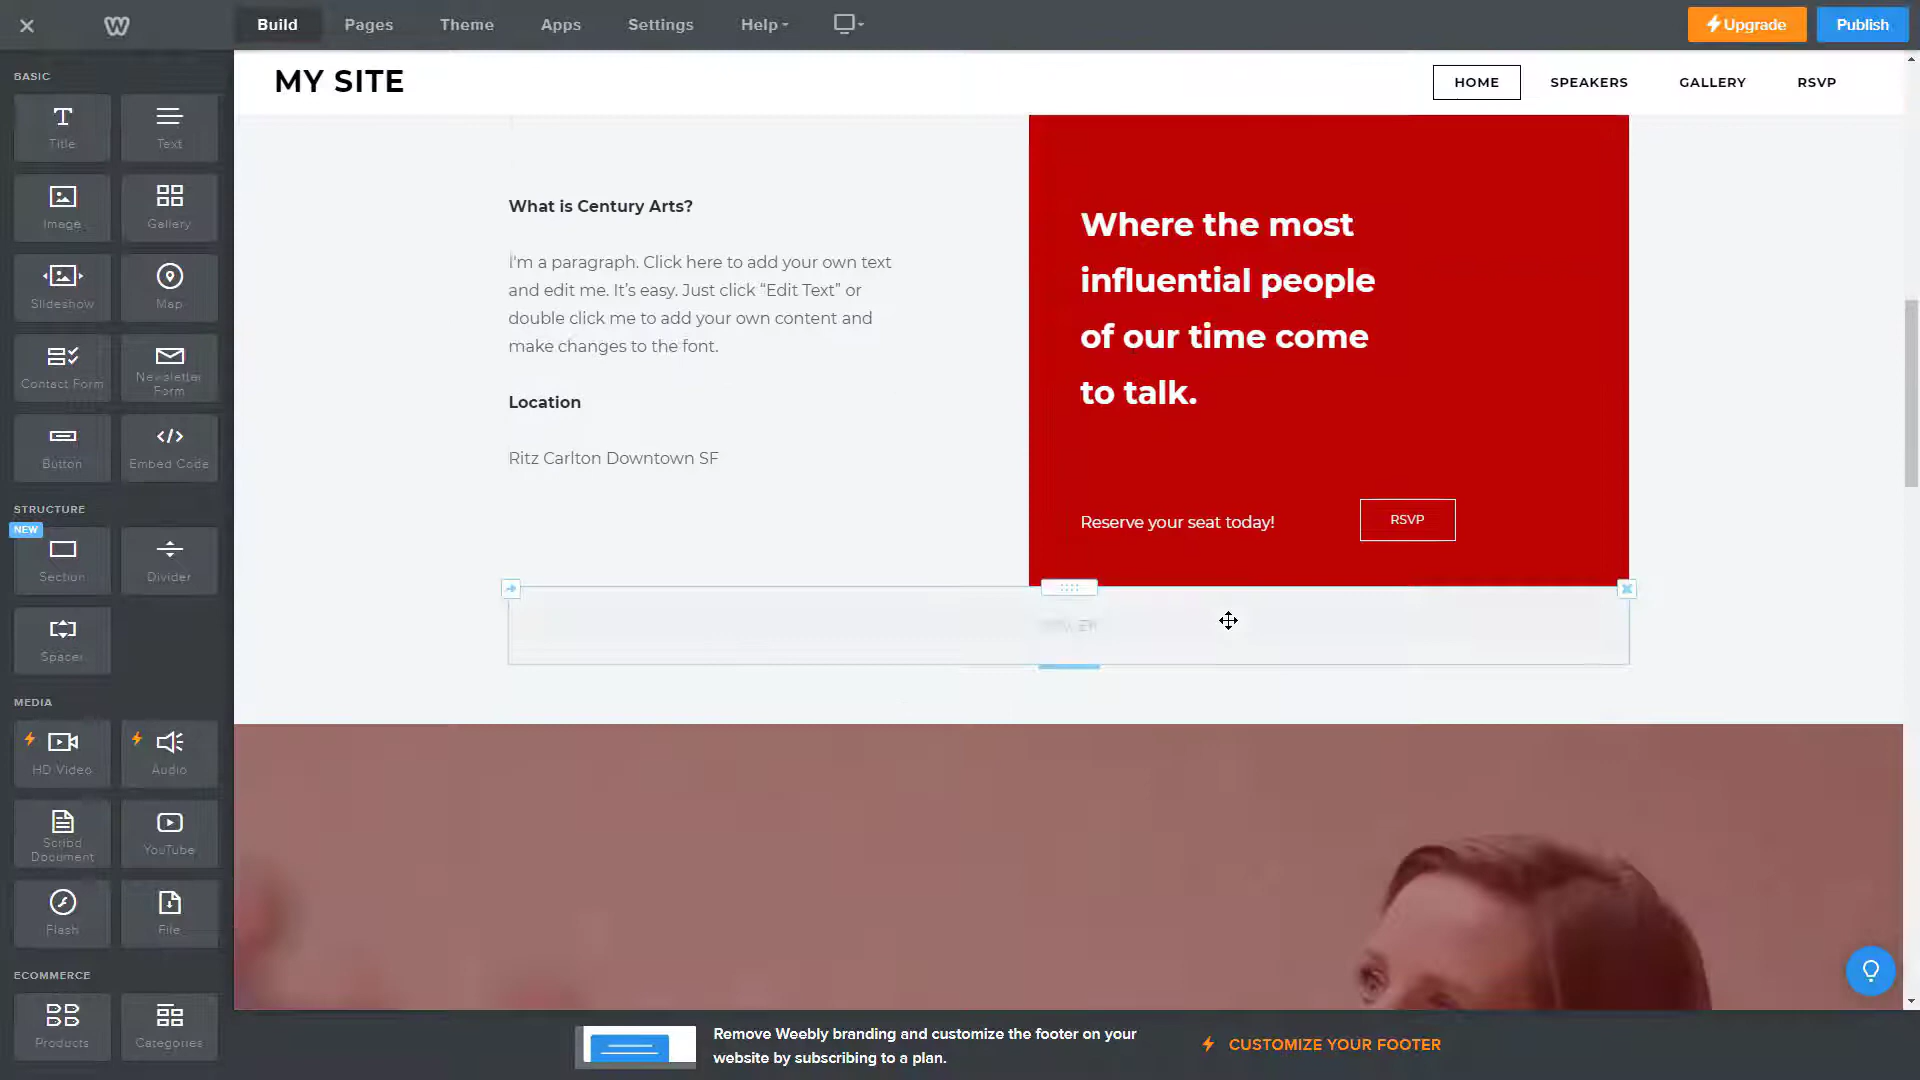 Build
Pages
Theme
Apps
Settings
Help
Upgrade
Publish
BASIC
Title
Text
Image
Gallery
Slideshow
Map
Contact Form
Newsletter
Form
Button
Embed Code
STRUCTURE
NEW
Section
Divider
Spacer
MEDIA
HD Video
Audio
Scribd
Document
YouTube
Flash
File
ECOMMERCE
Products
Categories
MY SITE
HOME
SPEAKERS
GALLERY
RSVP
What is Century Arts?
I'm a paragraph. Click here to add your own text
and edit me. It’s easy. Just click “Edit Text” or
double click me to add your own content and
make changes to the font.
Location
Ritz Carlton Downtown SF
Where the most
influential people
of our time come
to talk.
Reserve your seat today!
RSVP
Remove Weebly branding and customize the footer on your
website by subscribing to a plan.
CUSTOMIZE YOUR FOOTER